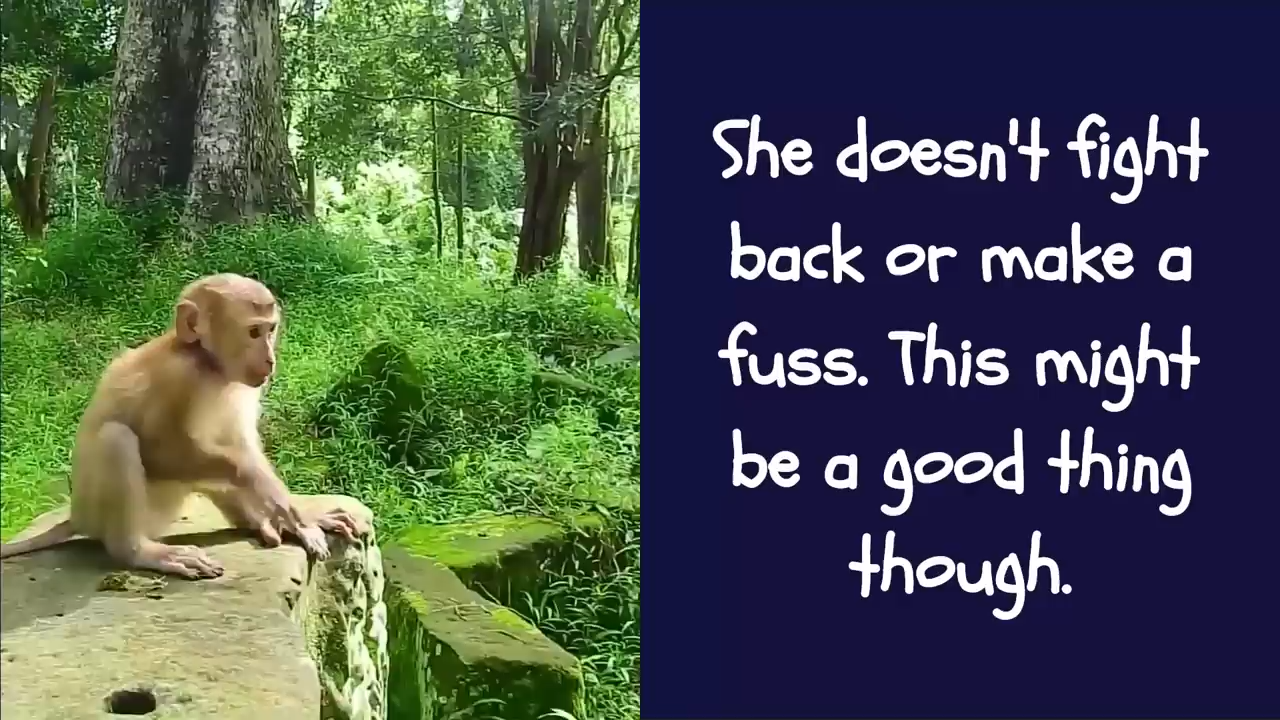 She doesn't fight
back or make a
fuss. This might
be a good thing
though.